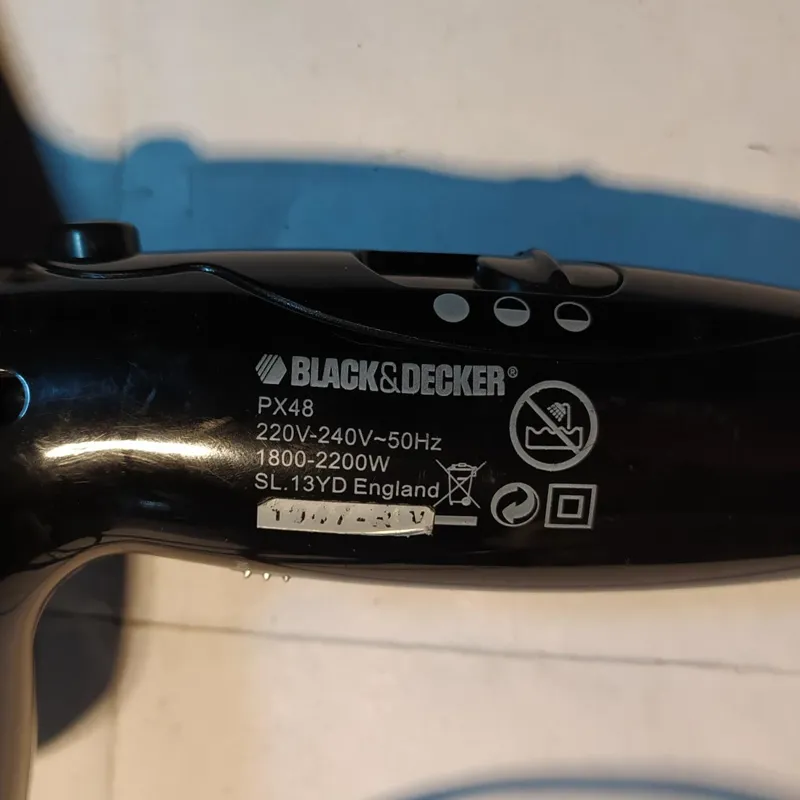 BLACK&DECKER®
PX48
220V-240V~50Hz
1800-2200W
SL.13YD England